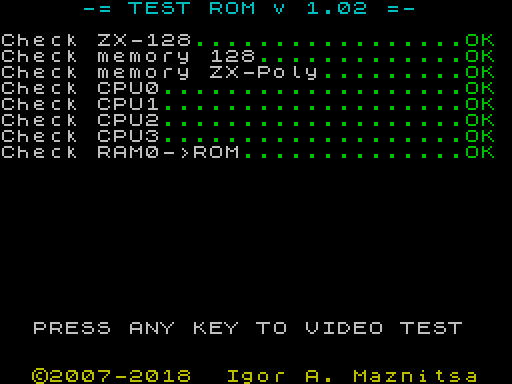 -= TEST ROM v 1.02 =-
Check ZX-128.................OK
Check memory 128.............OK
Check memory ZX-Poly.........OK
Check CPU0...................OK
Check CPU1...................OK
Check CPU2...................OK
Check CPU3...................OK
Check RAM0->ROM..............OK
PRESS ANY KEY TO VIDEO TEST
©2007-2018 Igor A. Maznitsa